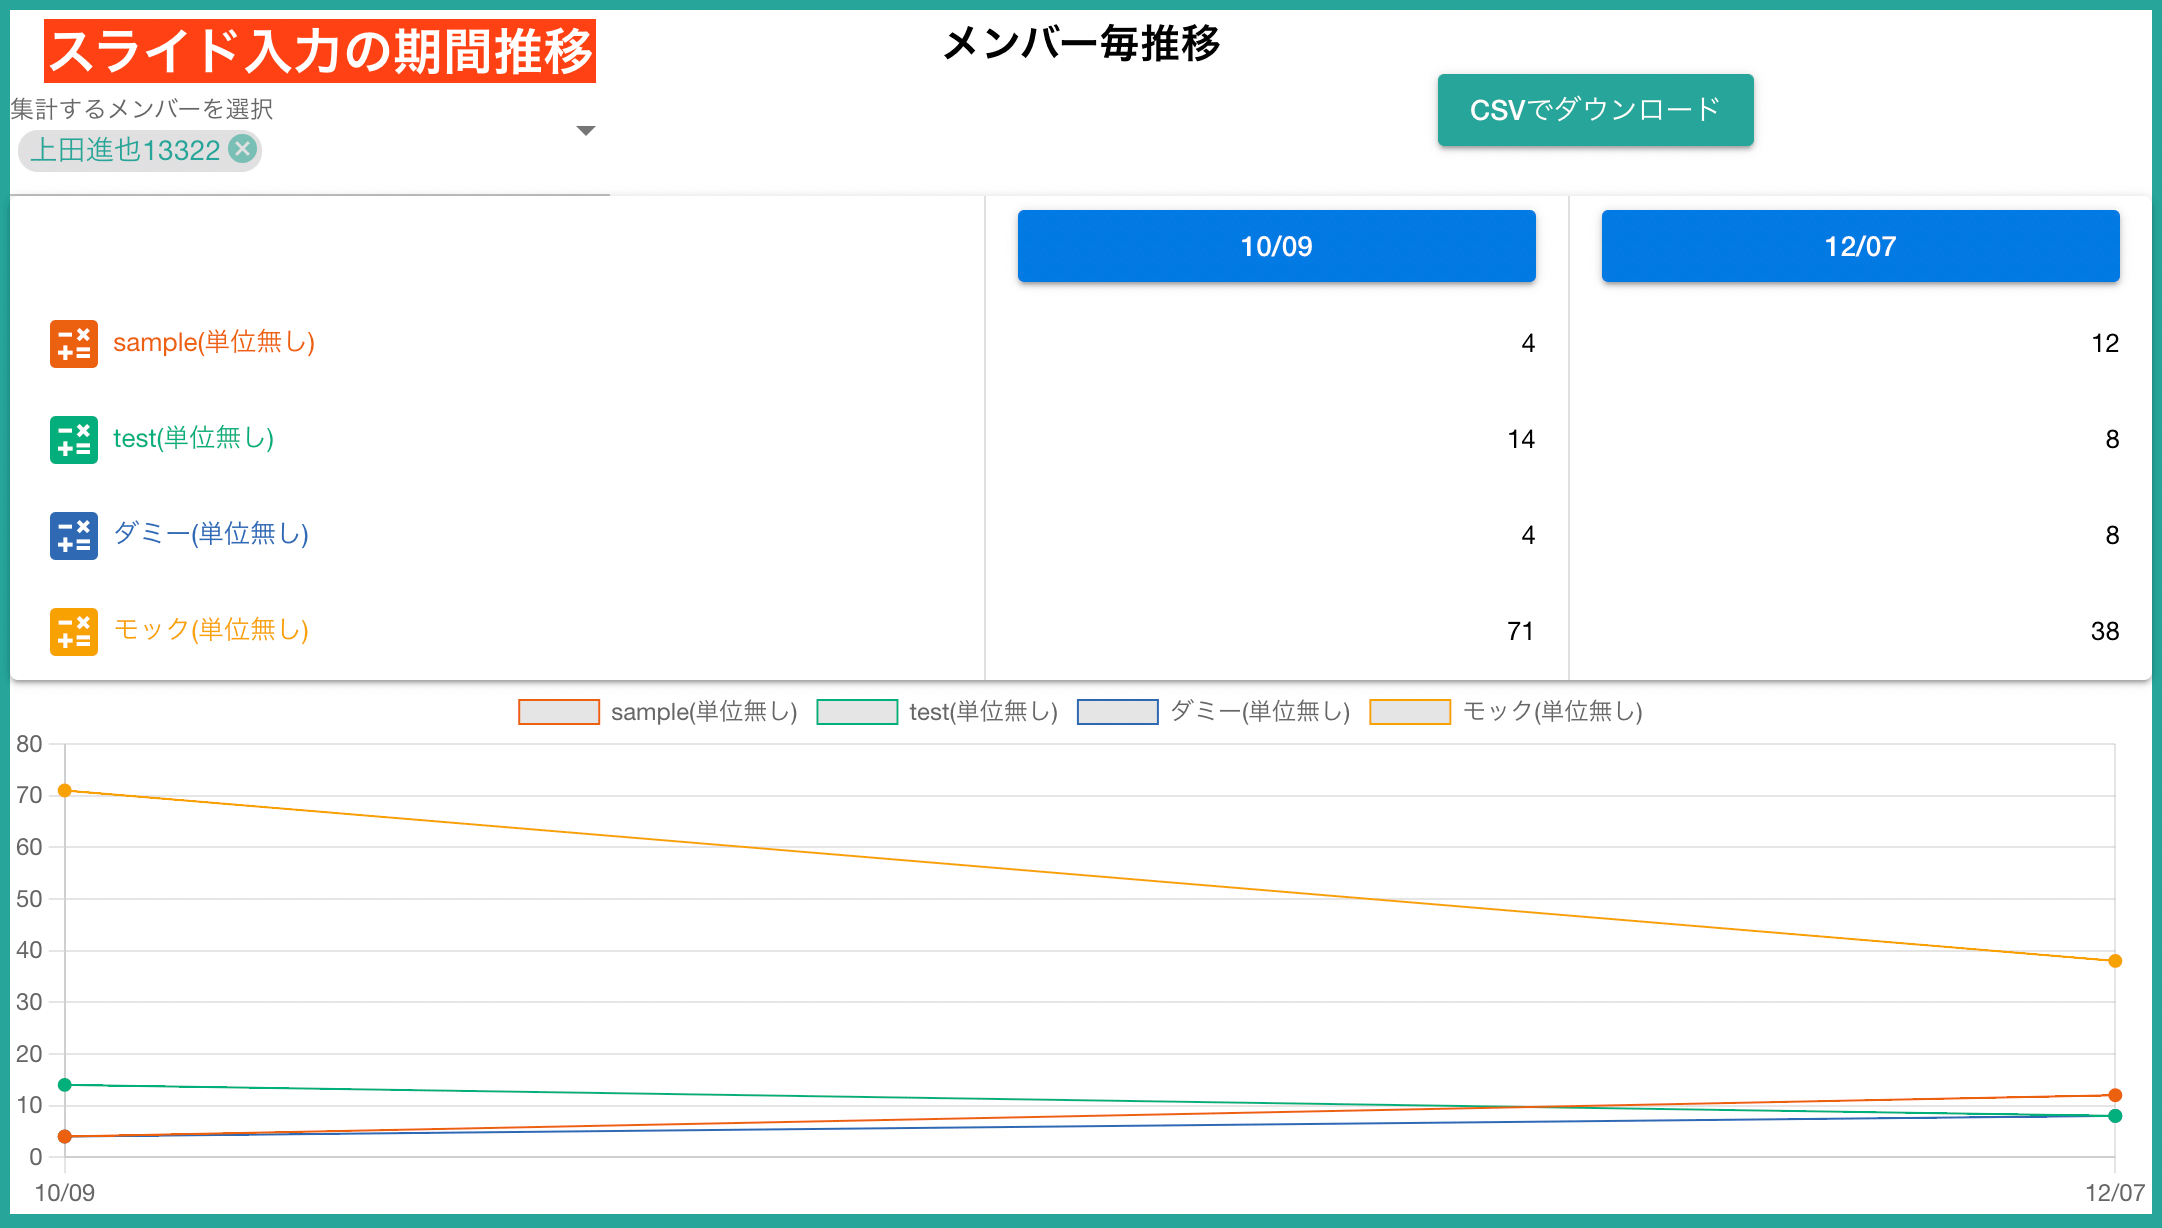 スライド入力の期間推移
メンバー毎推移
集計するメンバーを選択
上田進也13322
CSVでダウンロード
10/09 12/07
sample(単位無し) 4 12
test(単位無し) 14 8
ダミー(単位無し) 4 8
モック(単位無し) 71 38
sample(単位無し) test(単位無し) ダミー(単位無し) モック(単位無し)
80
70
60
50
40
30
20
10
0
10/09 12/07